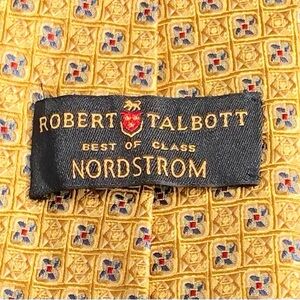 ROBERT TALBOTT
BEST OF CLASS
NORDSTROM